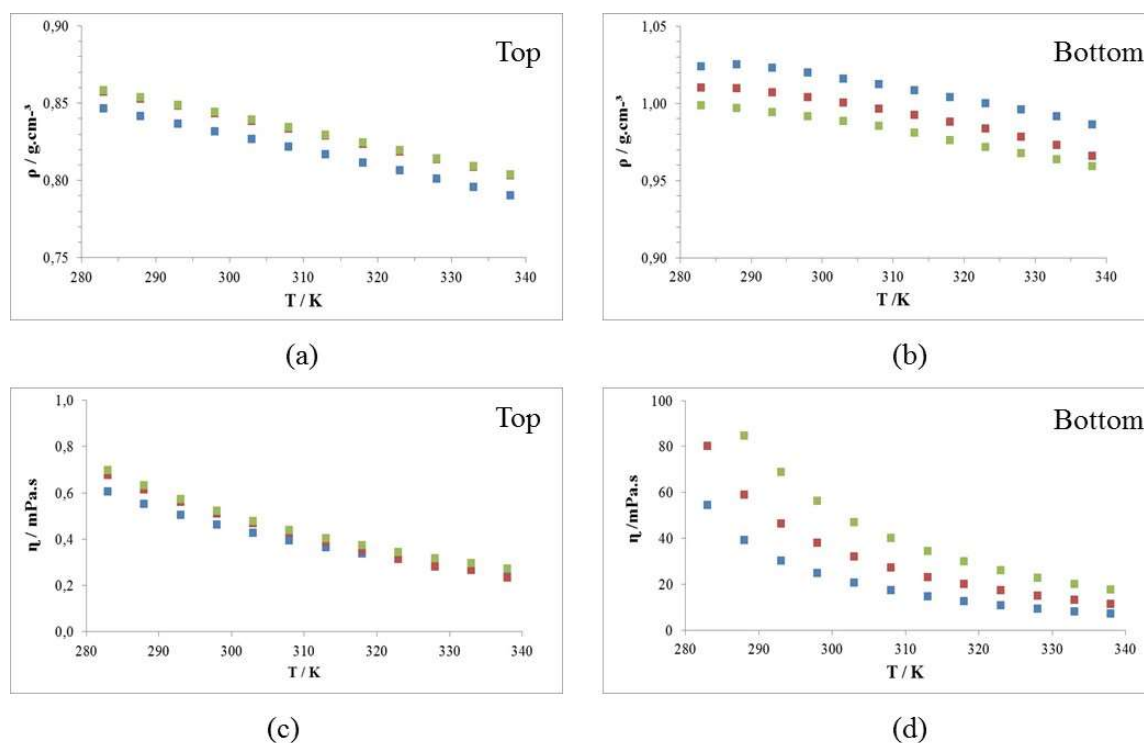 Top
0,90
0,85
0,80
0,75
ρ / g.cm-³
280 290 300 310 320 330 340
T / K
(a)
Bottom
1,05
1,00
0,95
0,90
ρ / g.cm-³
280 290 300 310 320 330 340
T /K
(b)
Top
1,0
0,8
0,6
0,4
0,2
0,0
η / mPa.s
280 290 300 310 320 330 340
T / K
(c)
Bottom
100
80
60
40
20
0
η /mPa.s
280 290 300 310 320 330 340
T / K
(d)